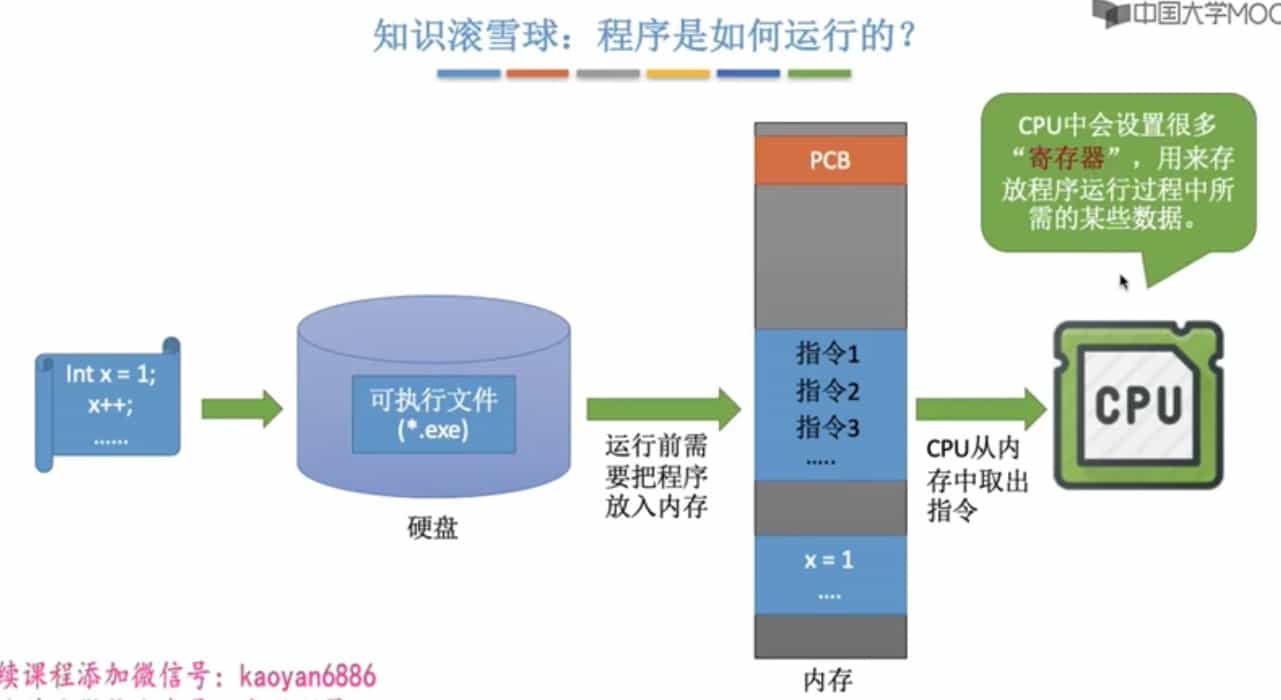 中国大学MOO
知识滚雪球：程序是如何运行的？
CPU中会设置很多
“寄存器”，用来存
放程序运行过程中所
需的某些数据。
PCB
Int x = 1;
x++;
......
可执行文件
(*.exe)
硬盘
运行前需
要把程序
放入内存
指令1
指令2
指令3
.....
x = 1
....
内存
CPU从内
存中取出
指令
CPU
续课程添加微信号：kaoyan6886